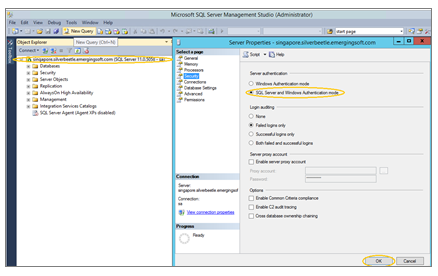 Microsoft SQL Server Management Studio (Administrator)
File Edit View Debug Tools Window Help
New Query
start page
Object Explorer
New Query (Ctrl+N)
Connect
singapore.silverbeetle.emergingsoft.com (SQL Server 11.0.5058 - sa)
Databases
Security
Server Objects
Replication
AlwaysOn High Availability
Management
Integration Services Catalogs
SQL Server Agent (Agent XPs disabled)
Server Properties - singapore.silverbeetle.emergingsoft.com
Select a page
General
Memory
Processors
Security
Connections
Database Settings
Advanced
Permissions
Connection
Server:
singapore.silverbeetle.emergingsoft
Connection:
sa
View connection properties
Progress
Ready
Script
Help
Server authentication
Windows Authentication mode
SQL Server and Windows Authentication mode
Login auditing
None
Failed logins only
Successful logins only
Both failed and successful logins
Server proxy account
Enable server proxy account
Proxy account:
Password:
Options
Enable Common Criteria compliance
Enable C2 audit tracing
Cross database ownership chaining
OK
Cancel